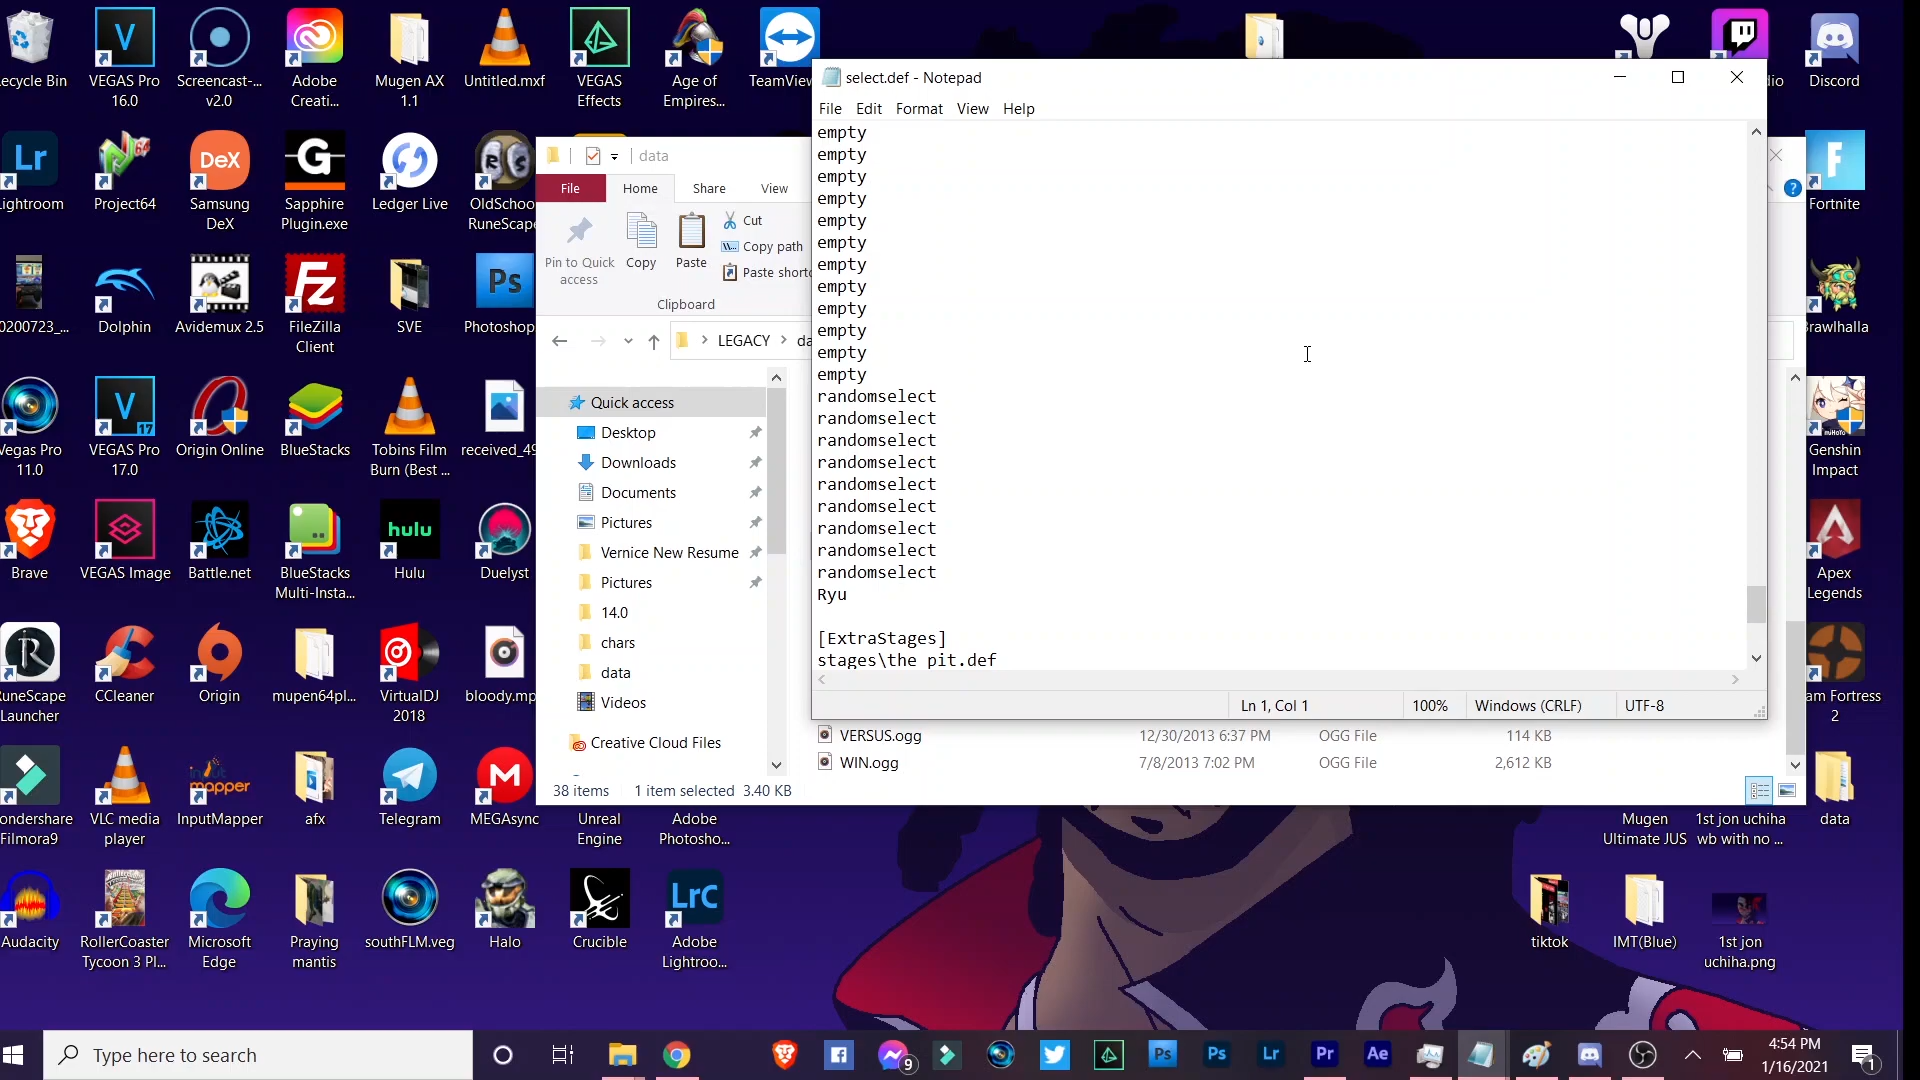 ecycle Bin
VEGAS Pro
16.0
Screencast-...
v2.0
Adobe
Creati...
Mugen AX
1.1
Untitled.mxf
VEGAS
Effects
Age of
Empires...
TeamView
dio
Discord
ightroom
Project64
Samsung
DeX
Sapphire
Plugin.exe
Ledger Live
OldSchoo
RuneScape
Fortnite
0200723_...
Dolphin
Avidemux 2.5
FileZilla
Client
SVE
Photoshop
Brawlhalla
Vegas Pro
11.0
VEGAS Pro
17.0
Origin Online
BlueStacks
Tobins Film
Burn (Best ...
received_49
Genshin
Impact
Brave
VEGAS Image
Battle.net
BlueStacks
Multi-Insta...
Hulu
Duelyst
Apex
Legends
RuneScape
Launcher
CCleaner
Origin
mupen64pl...
VirtualDJ
2018
bloody.mp
am Fortress
2
ondershare
Filmora9
VLC media
player
InputMapper
afx
Telegram
MEGAsync
Unreal
Engine
Adobe
Photosho...
Mugen
Ultimate JUS
1st jon uchiha
wb with no ...
data
Audacity
RollerCoaster
Tycoon 3 Pl...
Microsoft
Edge
Praying
mantis
southFLM.veg
Halo
Crucible
Adobe
Lightroo...
tiktok
IMT(Blue)
1st jon
uchiha.png
data
File
Home
Share
View
Pin to Quick
access
Copy
Paste
Cut
Copy path
Paste shortc
Clipboard
LEGACY
da
Quick access
Desktop
Downloads
Documents
Pictures
Vernice New Resume
Pictures
14.0
chars
data
Videos
Creative Cloud Files
VERSUS.ogg 12/30/2013 6:37 PM OGG File 114 KB
WIN.ogg 7/8/2013 7:02 PM OGG File 2,612 KB
38 items 1 item selected 3.40 KB
select.def - Notepad
File Edit Format View Help
empty
empty
empty
empty
empty
empty
empty
empty
empty
empty
empty
empty
randomselect
randomselect
randomselect
randomselect
randomselect
randomselect
randomselect
randomselect
randomselect
Ryu
[ExtraStages]
stages\the pit.def
Ln 1, Col 1 100% Windows (CRLF) UTF-8
Type here to search
9
4:54 PM
1/16/2021
1